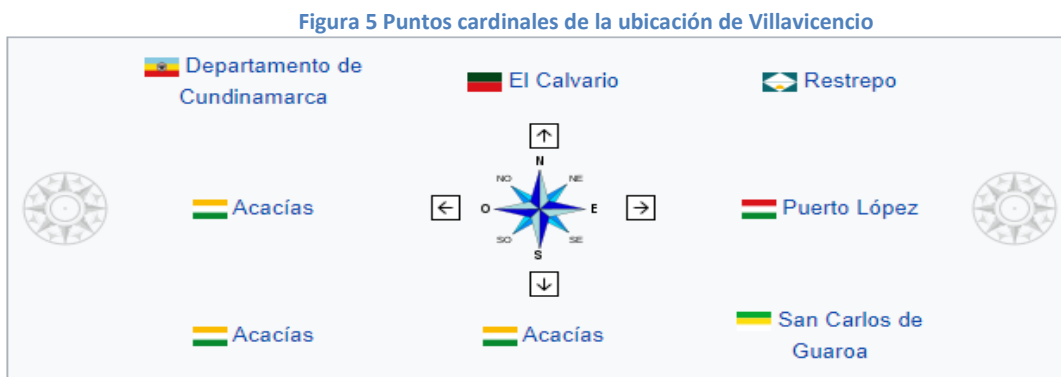 Figura 5 Puntos cardinales de la ubicación de Villavicencio
Departamento de
Cundinamarca
El Calvario
Restrepo
N
NO
NE
Acacías
O
E
Puerto López
SO
SE
S
Acacías
Acacías
San Carlos de
Guaroa